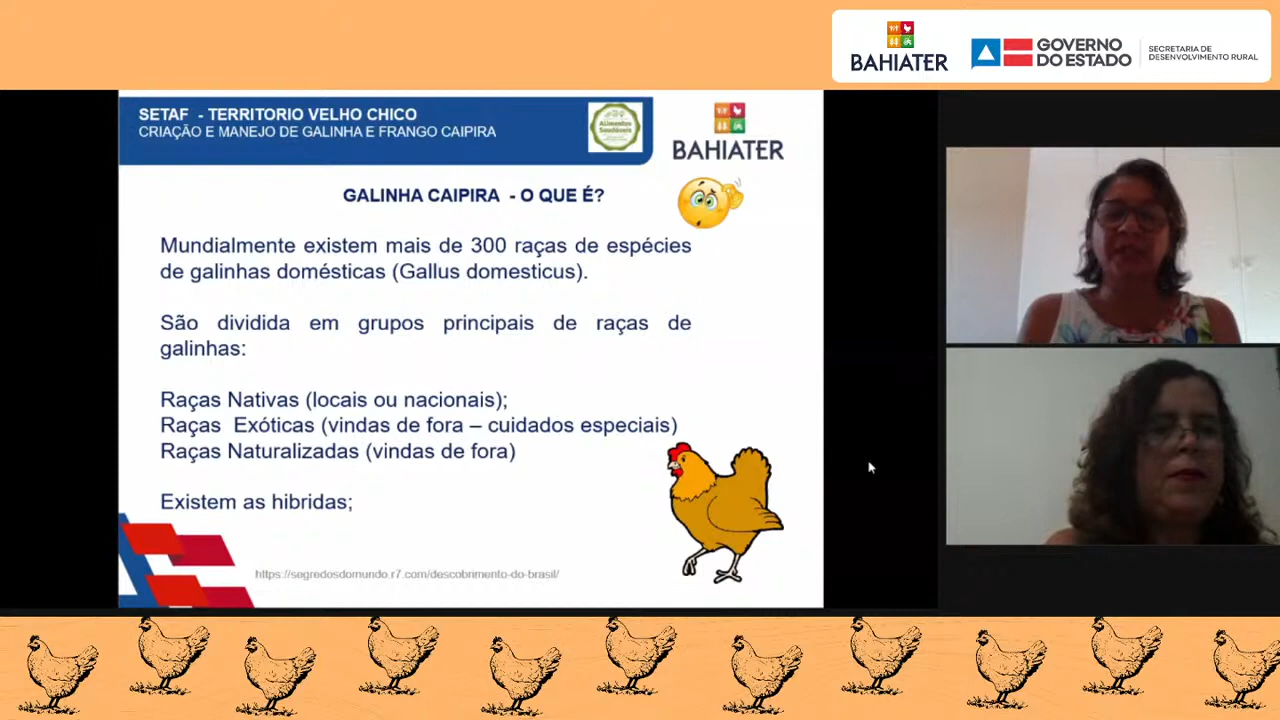 BAHIATER
GOVERNO
DO ESTADO
SECRETARIA DE
DESENVOLVIMENTO RURAL
SETAF - TERRITORIO VELHO CHICO
CRIAÇÃO E MANEJO DE GALINHA E FRANGO CAIPIRA
Alimentos
Saudáveis
BAHIATER
GALINHA CAIPIRA - O QUE É?
Mundialmente existem mais de 300 raças de espécies
de galinhas domésticas (Gallus domesticus).
São dividida em grupos principais de raças de
galinhas:
Raças Nativas (locais ou nacionais);
Raças Exóticas (vindas de fora – cuidados especiais)
Raças Naturalizadas (vindas de fora)
Existem as hibridas;
https://segredosdomundo.r7.com/descobrimento-do-brasil/